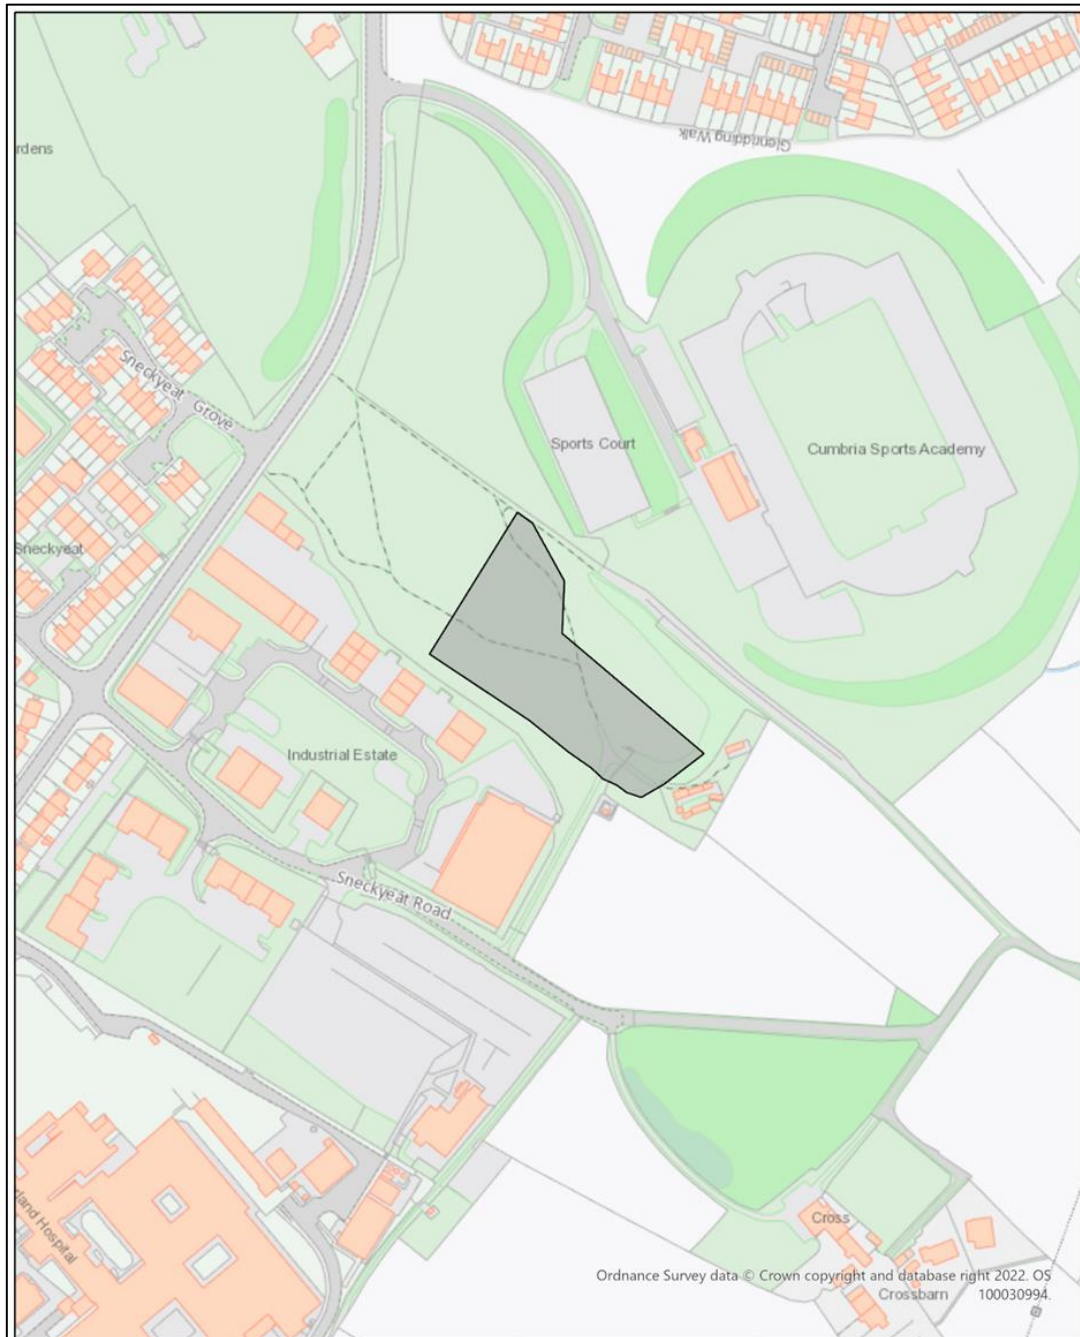 Glenridding Walk
rdens
Sneckyeat Grove
Sports Court
Cumbria Sports Academy
Sneckyeat
Industrial Estate
Sneckyeat Road
rland Hospital
Cross
Ordnance Survey data © Crown copyright and database right 2022. OS
100030994.
Crossbarn